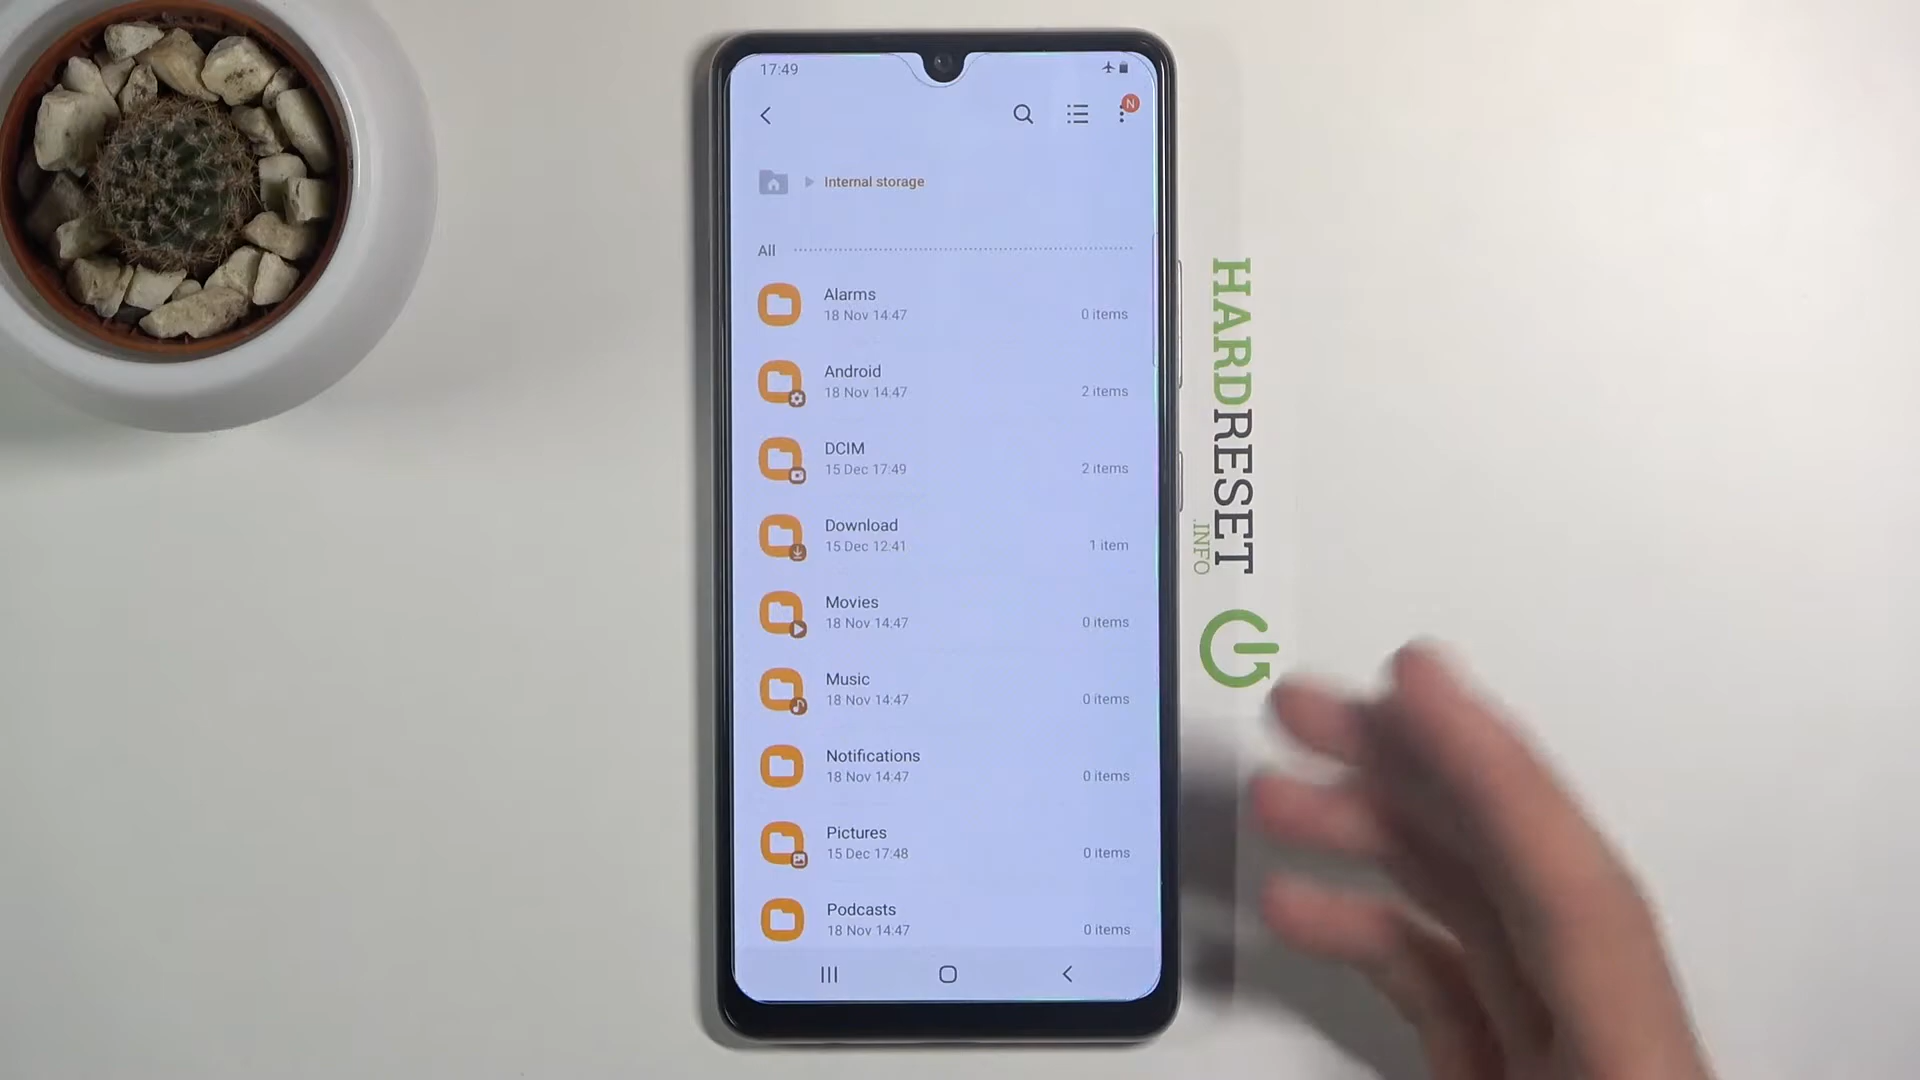 17:49
N
Internal storage
All
Alarms
18 Nov 14:47
0 items
Android
18 Nov 14:47
2 items
DCIM
15 Dec 17:49
2 items
Download
15 Dec 12:41
1 item
Movies
18 Nov 14:47
0 items
Music
18 Nov 14:47
0 items
Notifications
18 Nov 14:47
0 items
Pictures
15 Dec 17:48
0 items
Podcasts
18 Nov 14:47
0 items
HARDRESET
.INFO